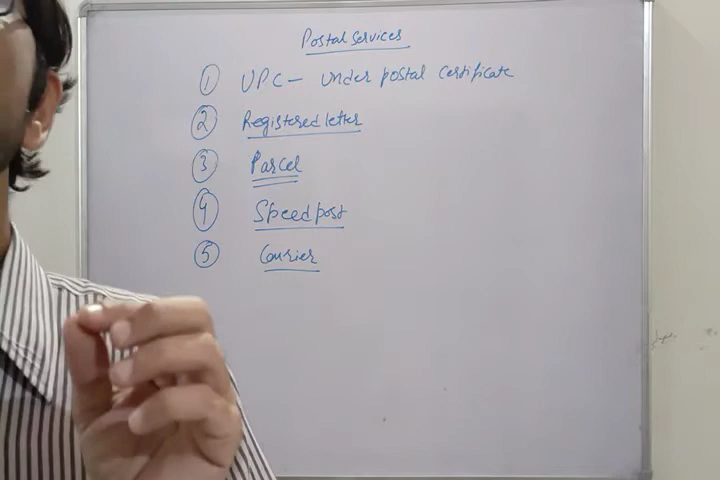 Postal Services
① UPC - Under postal certificate
② Registered letter
③ Parcel
④ Speed post
⑤ Courier